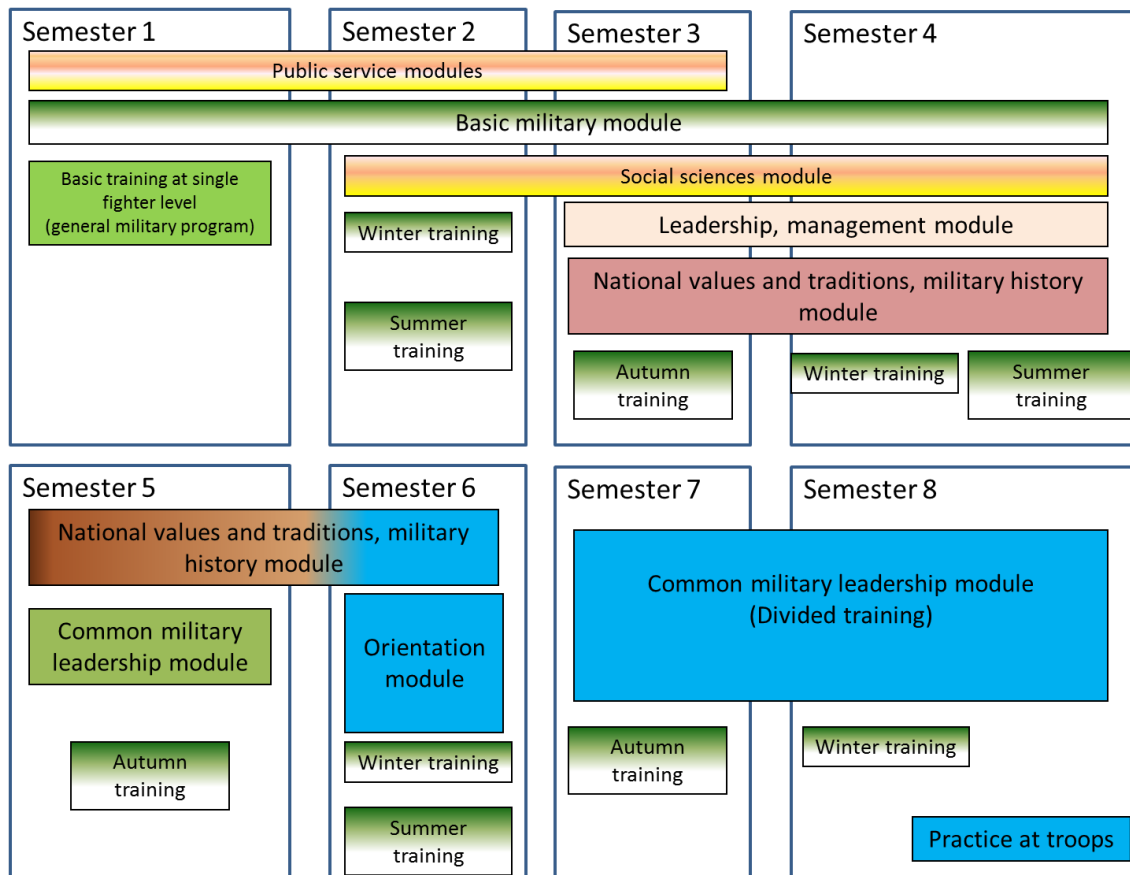 Semester 1
Semester 2
Semester 3
Semester 4
Public service modules
Basic military module
Basic training at single
fighter level
(general military program)
Social sciences module
Winter training
Leadership, management module
National values and traditions, military history
module
Summer
training
Autumn
training
Winter training
Summer
training
Semester 5
Semester 6
Semester 7
Semester 8
National values and traditions, military
history module
Common military leadership module
(Divided training)
Common military
leadership module
Orientation
module
Autumn
training
Winter training
Autumn
training
Winter training
Summer
training
Practice at troops